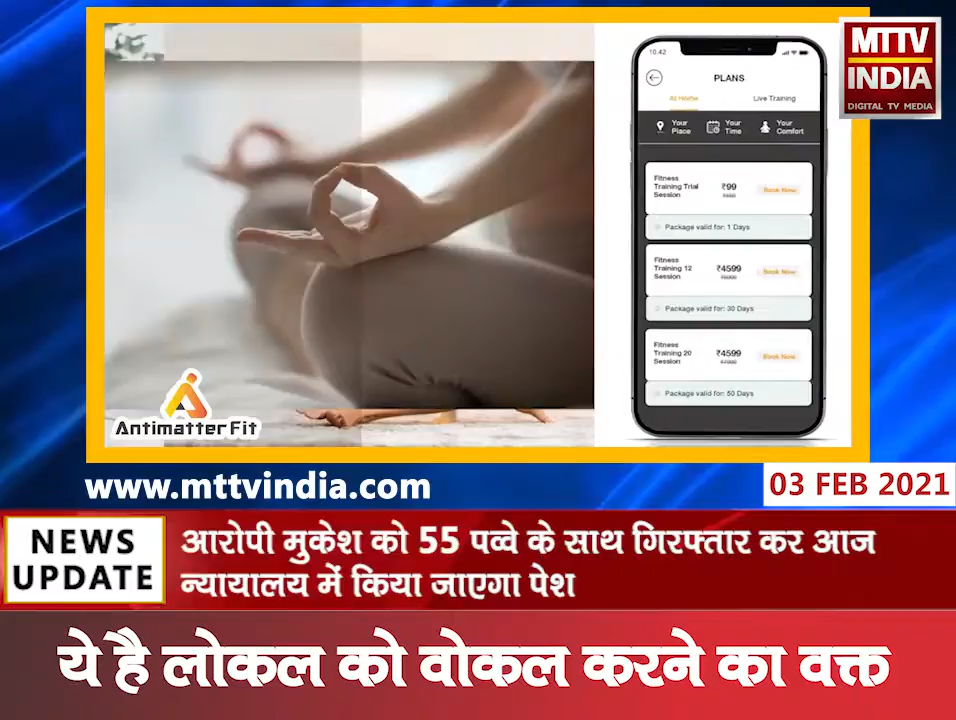 MTTV
INDIA
DIGITAL TV MEDIA
10.42
PLANS
At Home
Live Training
Your Place
Your Time
Your Comfort
Fitness
Training Trial
Session
₹99
Book Now
Package valid for: 1 Days
Fitness
Training 12
Session
₹4599
Book Now
Package valid for: 30 Days
Fitness
Training 20
Session
₹4599
Book Now
Package valid for: 50 Days
Antimatter Fit
www.mttvindia.com
03 FEB 2021
NEWS
UPDATE
आरोपी मुकेश को 55 पव्वे के साथ गिरफ्तार कर आज
न्यायालय में किया जाएगा पेश
ये है लोकल को वोकल करने का वक्त